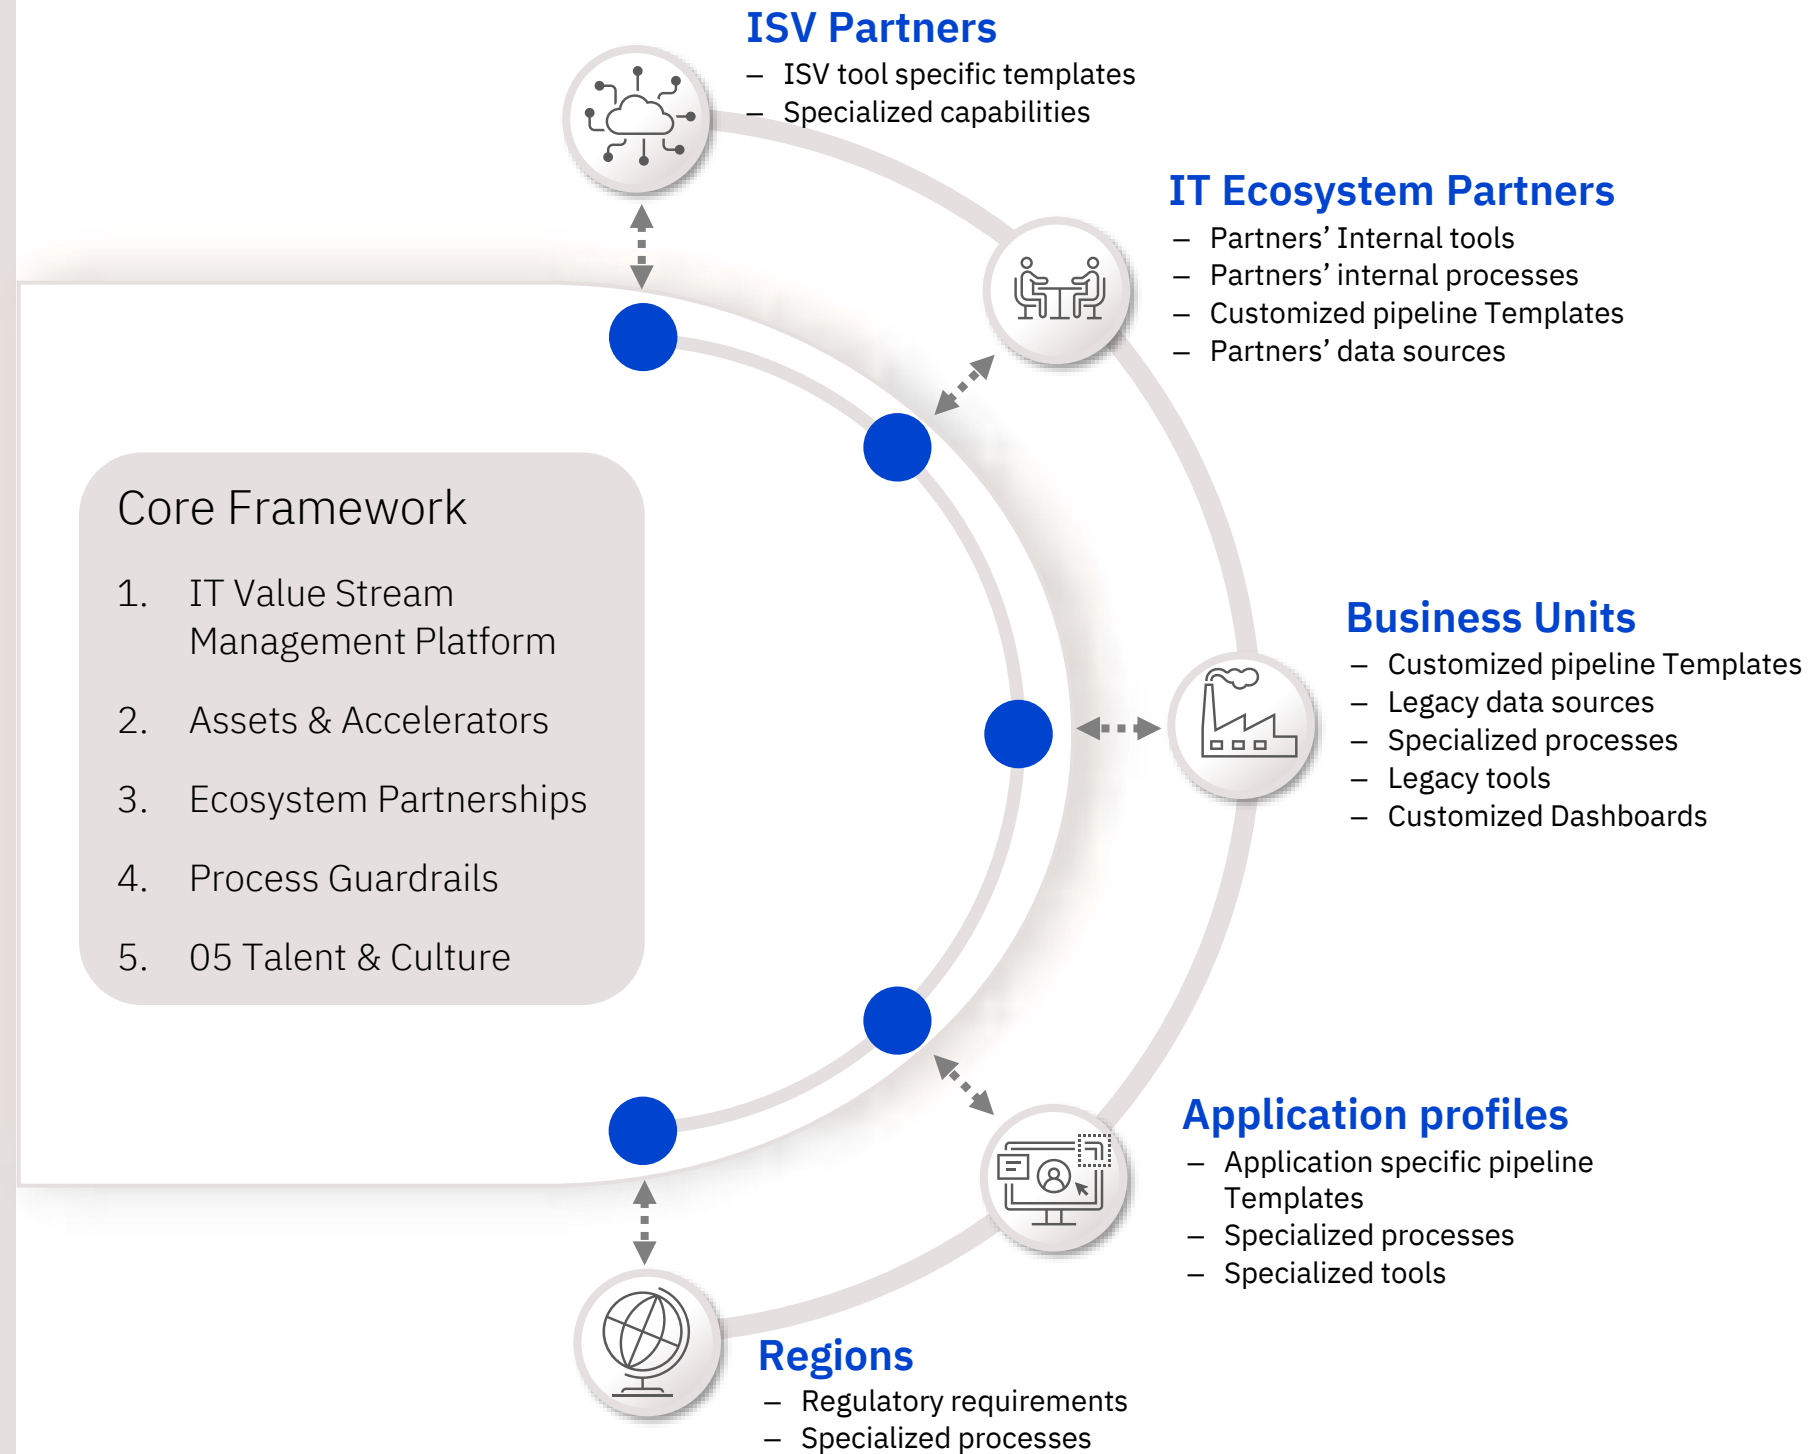 ISV Partners
– ISV tool specific templates
– Specialized capabilities
IT Ecosystem Partners
– Partners’ Internal tools
– Partners’ internal processes
– Customized pipeline Templates
– Partners’ data sources
Core Framework
1. IT Value Stream
Management Platform
2. Assets & Accelerators
3. Ecosystem Partnerships
4. Process Guardrails
5. 05 Talent & Culture
Business Units
– Customized pipeline Templates
– Legacy data sources
– Specialized processes
– Legacy tools
– Customized Dashboards
Application profiles
– Application specific pipeline
Templates
– Specialized processes
– Specialized tools
Regions
– Regulatory requirements
– Specialized processes